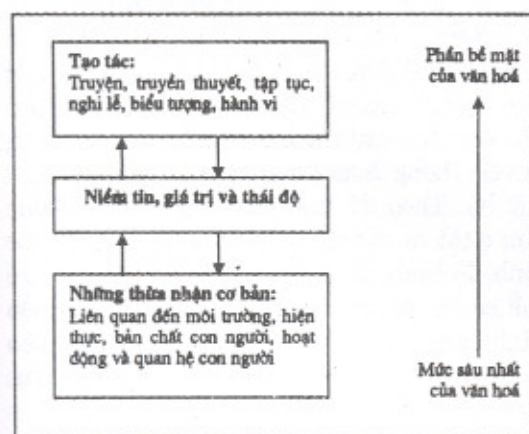 Tạo tác:
Truyện, truyền thuyết, tập tục,
nghi lễ, biểu tượng, hành vi
Phần bề mặt
của văn hoá
Niềm tin, giá trị và thái độ
Những thừa nhận cơ bản:
Liên quan đến môi trường, hiện
thực, bản chất con người, hoạt
động và quan hệ con người
Mức sâu nhất
của văn hoá